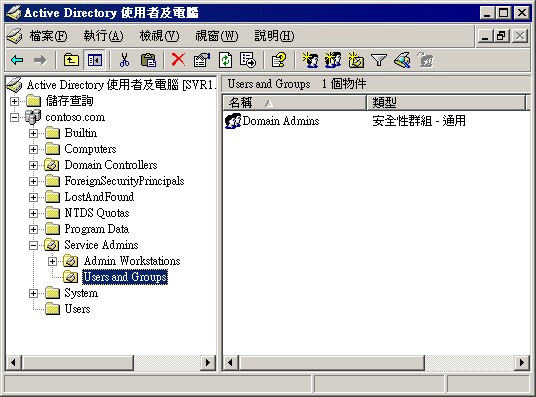 Active Directory 使用者及電腦
檔案(F) 執行(A) 檢視(V) 視窗(W) 說明(H)
Active Directory 使用者及電腦 [SVR1.
儲存查詢
contoso.com
Builtin
Computers
Domain Controllers
ForeignSecurityPrincipals
LostAndFound
NTDS Quotas
Program Data
Service Admins
Admin Workstations
Users and Groups
System
Users
Users and Groups 1 個物件
名稱 類型
Domain Admins 安全性群組 - 通用